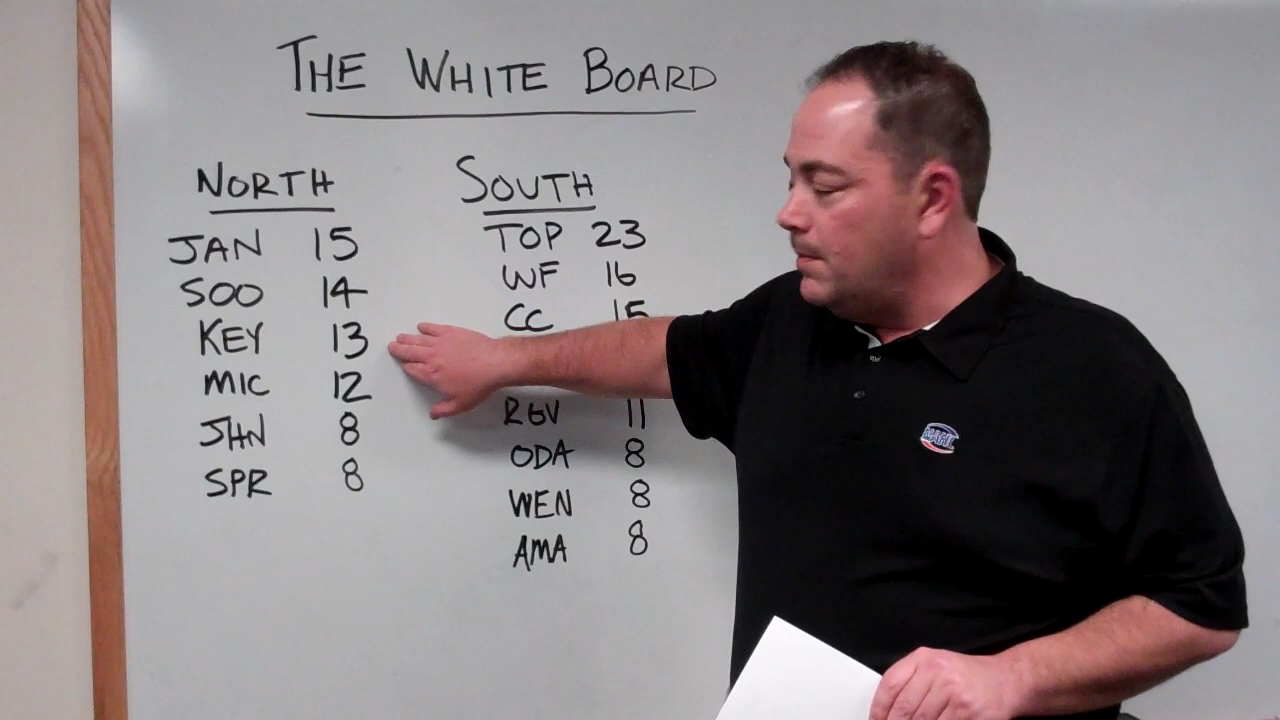 THE WHITE BOARD
NORTH
JAN 15
SOO 14
KEY 13
MIC 12
JHN 8
SPR 8
SOUTH
TOP 23
WF 16
CC 15
RGV 11
ODA 8
WEN 8
AMA 8
NAHL